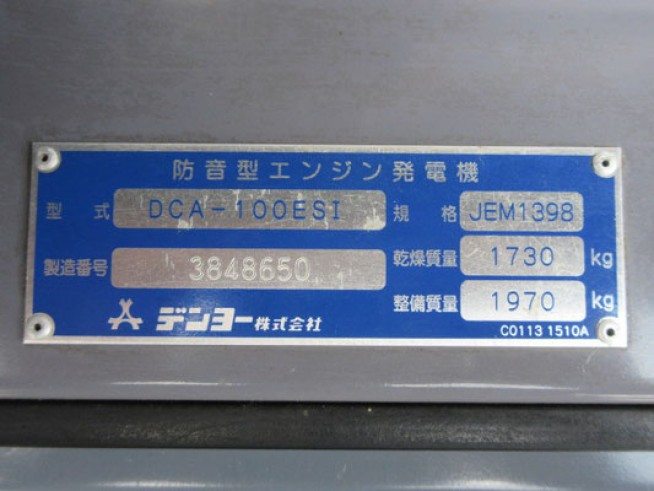 防音型エンジン発電機
型式 DCA-100ESI 規格 JEM1398
製造番号 3848650 乾燥質量 1730 kg
整備質量 1970 kg
デンヨー株式会社
C0113 1510A